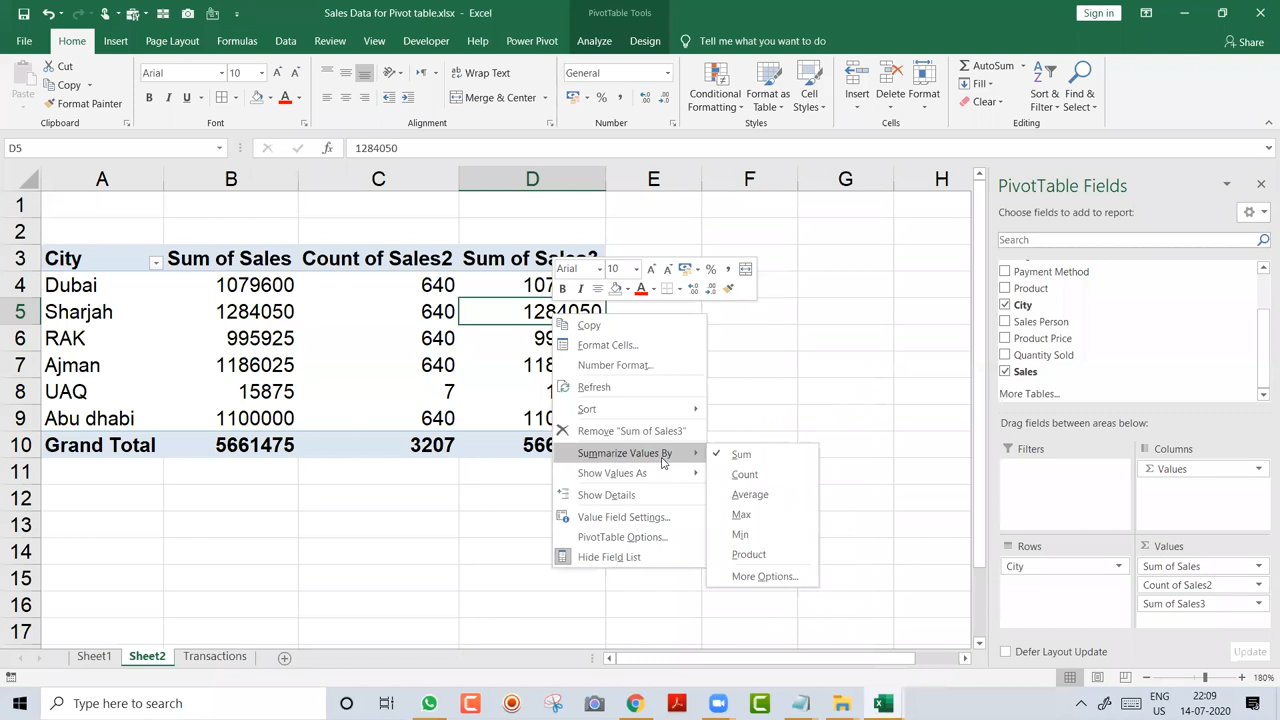 Sales Data for Pivot table.xlsx - Excel
PivotTable Tools
Sign in
File Home Insert Page Layout Formulas Data Review View Developer Help Power Pivot Analyze Design Tell me what you want to do Share
Paste
Cut
Copy
Format Painter
Clipboard
Arial 10
B I U
Font
Wrap Text
Merge & Center
Alignment
General
Number
Conditional Formatting
Format as Table
Cell Styles
Styles
Insert
Delete
Format
Cells
AutoSum
Fill
Clear
Sort & Filter
Find & Select
Editing
D5
fx
1284050
A B C D E F G H
1
2
3 City Sum of Sales Count of Sales2 Sum of Sales3
4 Dubai 1079600 640 107
5 Sharjah 1284050 640 1284050
6 RAK 995925 640 99
7 Ajman 1186025 640 118
8 UAQ 15875 7 1
9 Abu dhabi 1100000 640 110
10 Grand Total 5661475 3207 566
11
12
13
14
15
16
17
Arial 10
B I
Copy
Format Cells...
Number Format...
Refresh
Sort
Remove "Sum of Sales3"
Summarize Values By
Show Values As
Show Details
Value Field Settings...
PivotTable Options...
Hide Field List
Sum
Count
Average
Max
Min
Product
More Options...
PivotTable Fields
Choose fields to add to report:
Search
Payment Method
Product
City
Sales Person
Product Price
Quantity Sold
Sales
More Tables...
Drag fields between areas below:
Filters
Columns
Σ Values
Rows
City
Σ Values
Sum of Sales
Count of Sales2
Sum of Sales3
Defer Layout Update
Update
Sheet1 Sheet2 Transactions
180%
Type here to search
ENG
US
22:09
14-07-2020